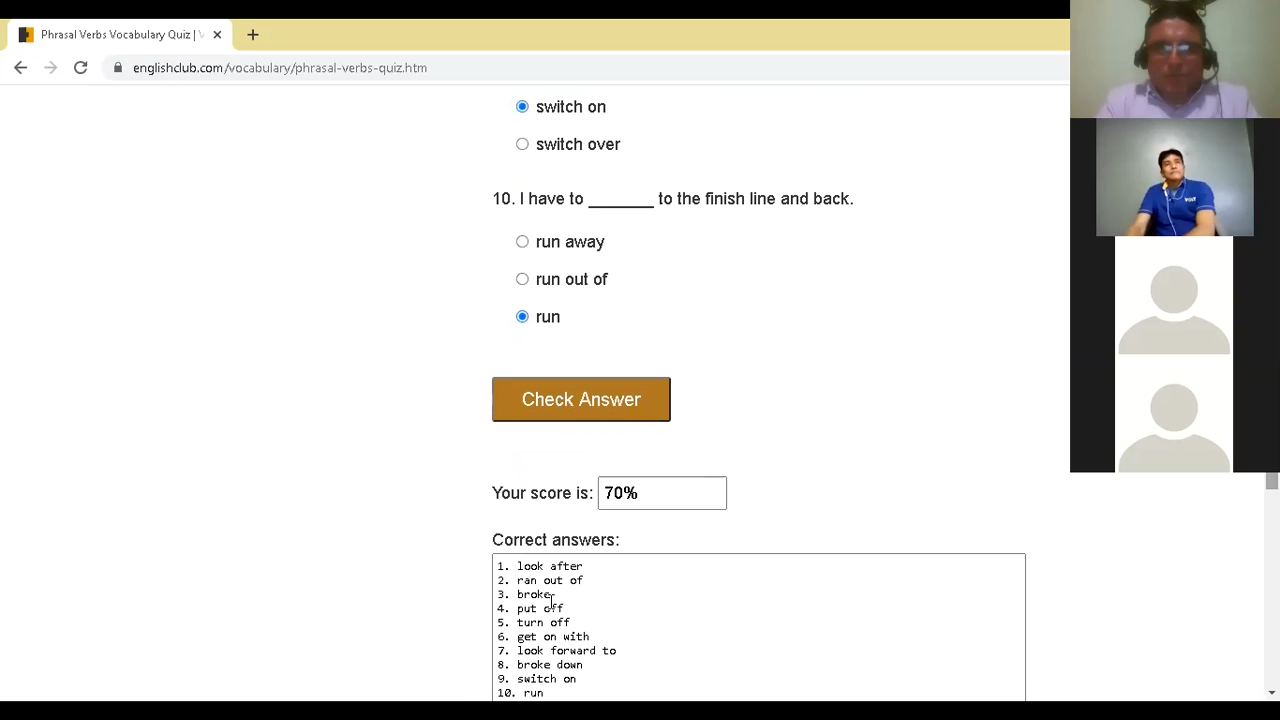 Phrasal Verbs Vocabulary Quiz | V
englishclub.com/vocabulary/phrasal-verbs-quiz.htm
switch on
switch over
10. I have to _______ to the finish line and back.
run away
run out of
run
Check Answer
Your score is: 70%
Correct answers:
1. look after
2. ran out of
3. broke
4. put off
5. turn off
6. get on with
7. look forward to
8. broke down
9. switch on
10. run